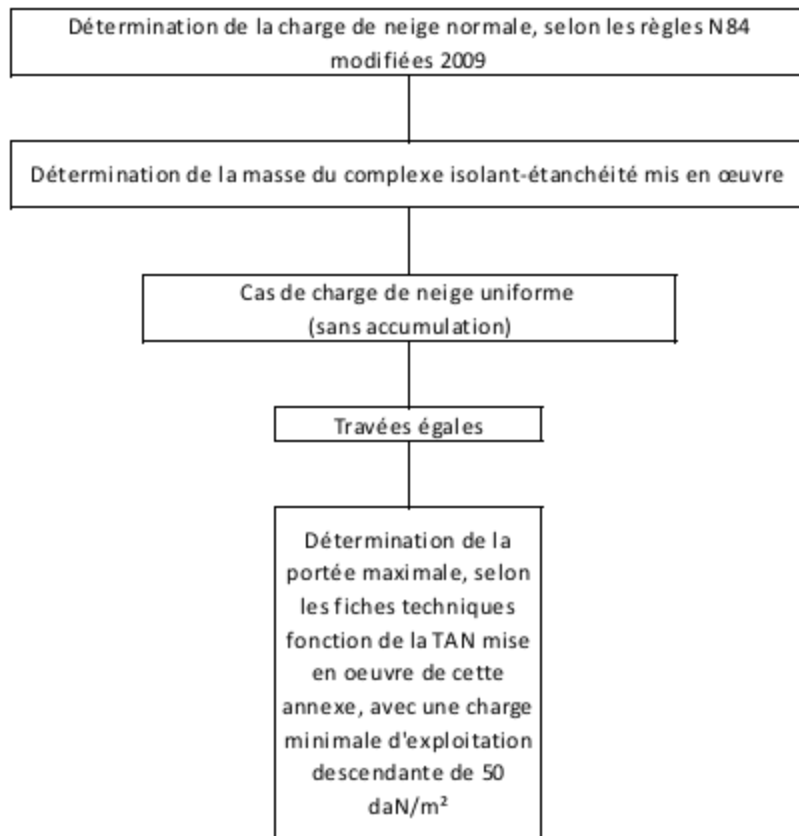 Détermination de la charge de neige normale, selon les règles N84
modifiées 2009
Détermination de la masse du complexe isolant-étanchéité mis en œuvre
Cas de charge de neige uniforme
(sans accumulation)
Travées égales
Détermination de la
portée maximale, selon
les fiches techniques
fonction de la TAN mise
en oeuvre de cette
annexe, avec une charge
minimale d'exploitation
descendante de 50
daN/m²